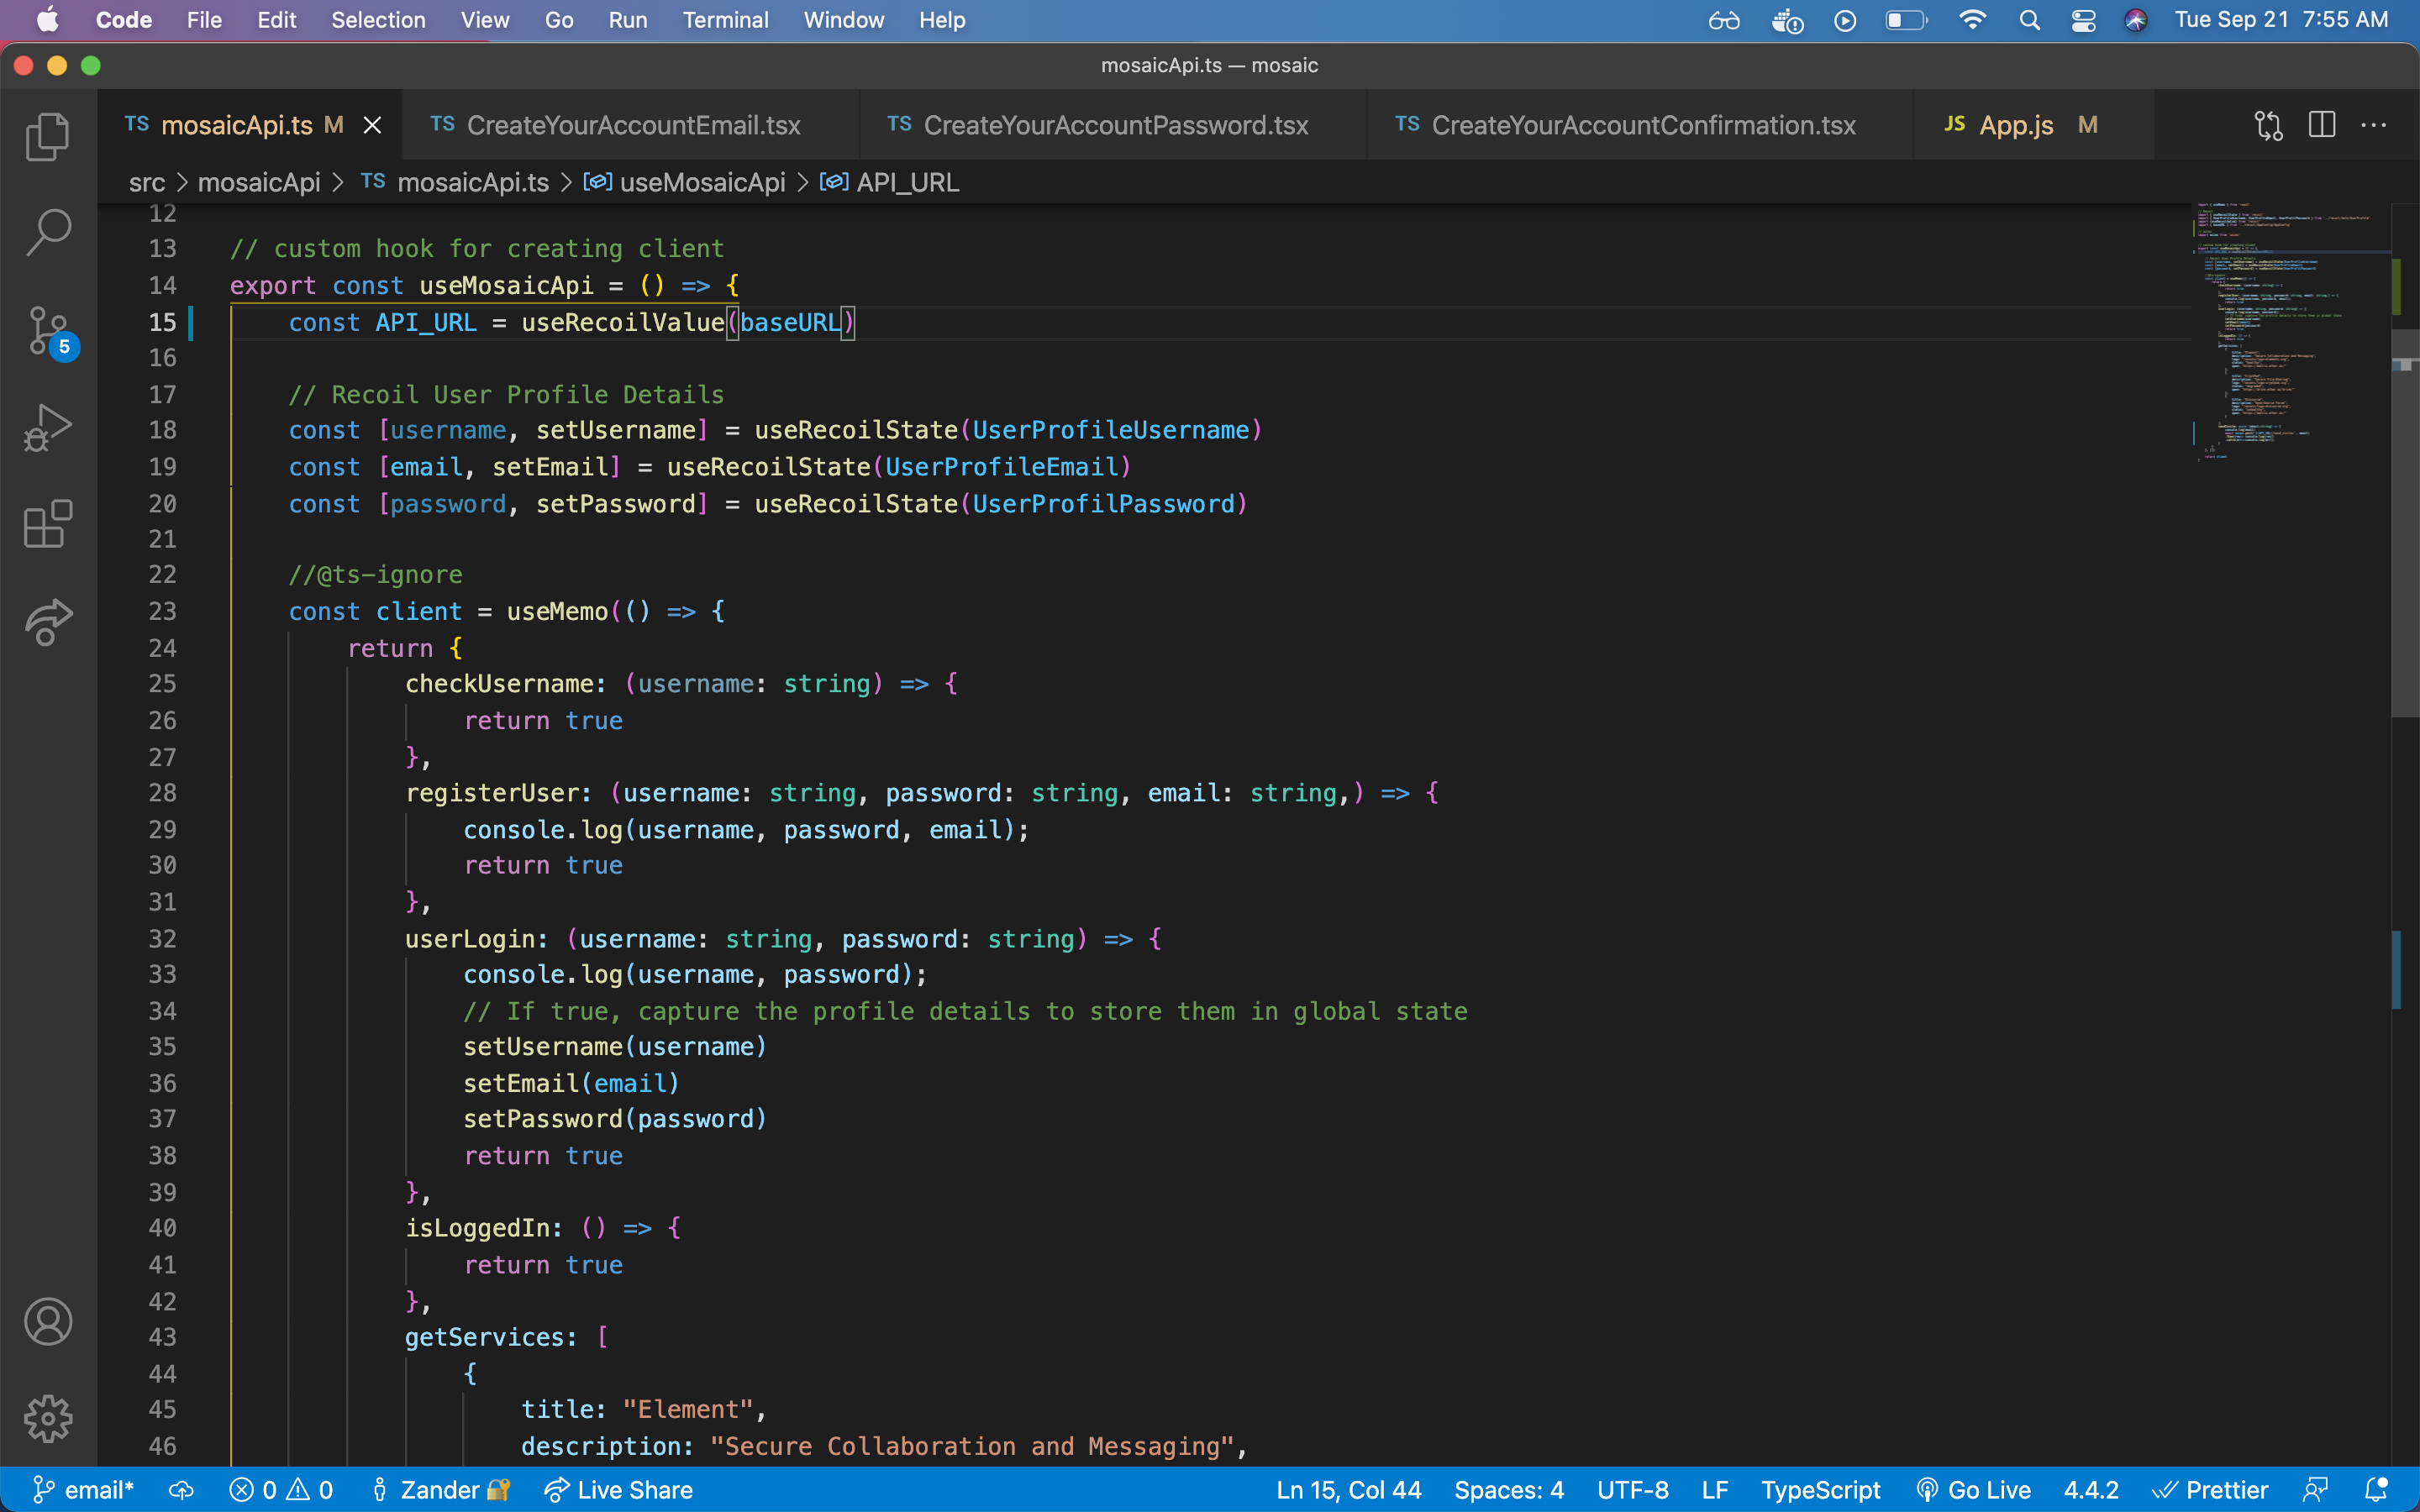 Code File Edit Selection View Go Run Terminal Window Help Tue Sep 21 7:55 AM
mosaicApi.ts — mosaic
TS mosaicApi.ts M TS CreateYourAccountEmail.tsx TS CreateYourAccountPassword.tsx TS CreateYourAccountConfirmation.tsx JS App.js M
src > mosaicApi > TS mosaicApi.ts > useMosaicApi > API_URL
12
13 // custom hook for creating client
14 export const useMosaicApi = () => {
15 const API_URL = useRecoilValue(baseURL)
16
17 // Recoil User Profile Details
18 const [username, setUsername] = useRecoilState(UserProfileUsername)
19 const [email, setEmail] = useRecoilState(UserProfileEmail)
20 const [password, setPassword] = useRecoilState(UserProfilPassword)
21
22 //@ts-ignore
23 const client = useMemo(() => {
24 return {
25 checkUsername: (username: string) => {
26 return true
27 },
28 registerUser: (username: string, password: string, email: string,) => {
29 console.log(username, password, email);
30 return true
31 },
32 userLogin: (username: string, password: string) => {
33 console.log(username, password);
34 // If true, capture the profile details to store them in global state
35 setUsername(username)
36 setEmail(email)
37 setPassword(password)
38 return true
39 },
40 isLoggedIn: () => {
41 return true
42 },
43 getServices: [
44 {
45 title: "Element",
46 description: "Secure Collaboration and Messaging",
5
email* 0 0 Zander Live Share Ln 15, Col 44 Spaces: 4 UTF-8 LF TypeScript Go Live 4.4.2 Prettier